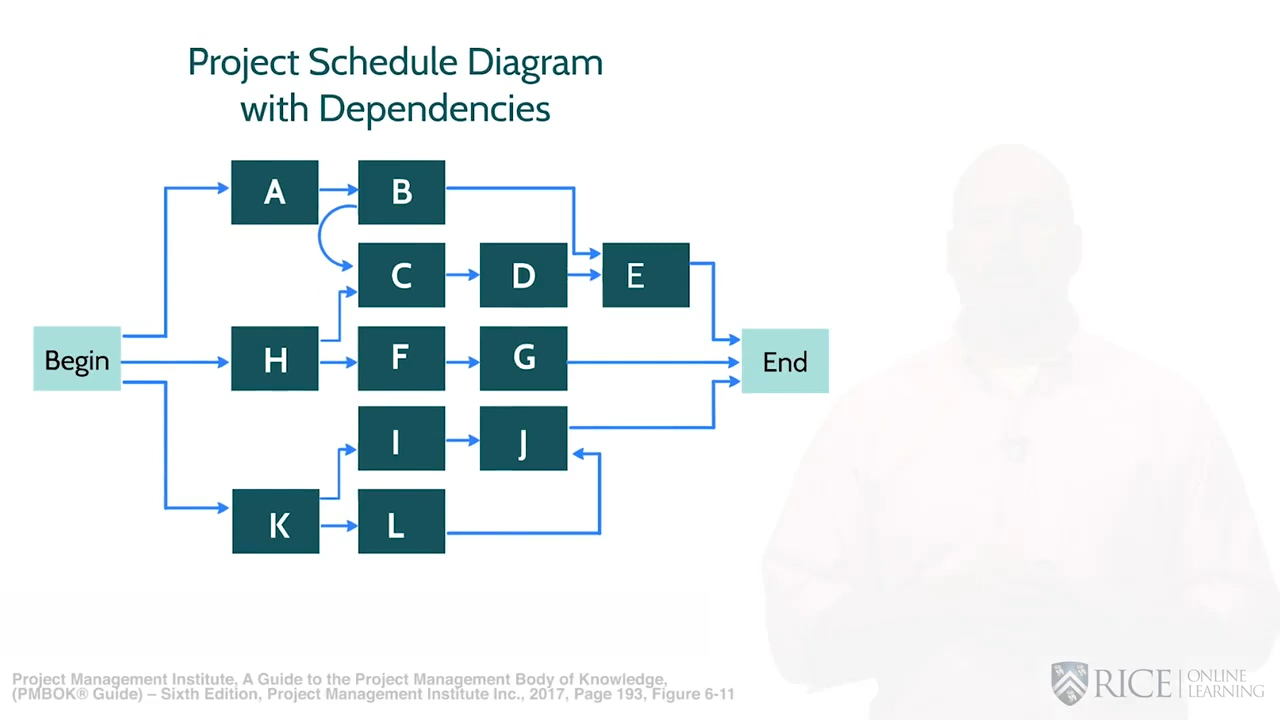 Project Schedule Diagram
with Dependencies
A
B
C
D
E
Begin
H
F
G
End
I
J
K
L
Project Management Institute, A Guide to the Project Management Body of Knowledge,
(PMBOK® Guide) – Sixth Edition, Project Management Institute Inc., 2017, Page 193, Figure 6-11
RICE
ONLINE
LEARNING